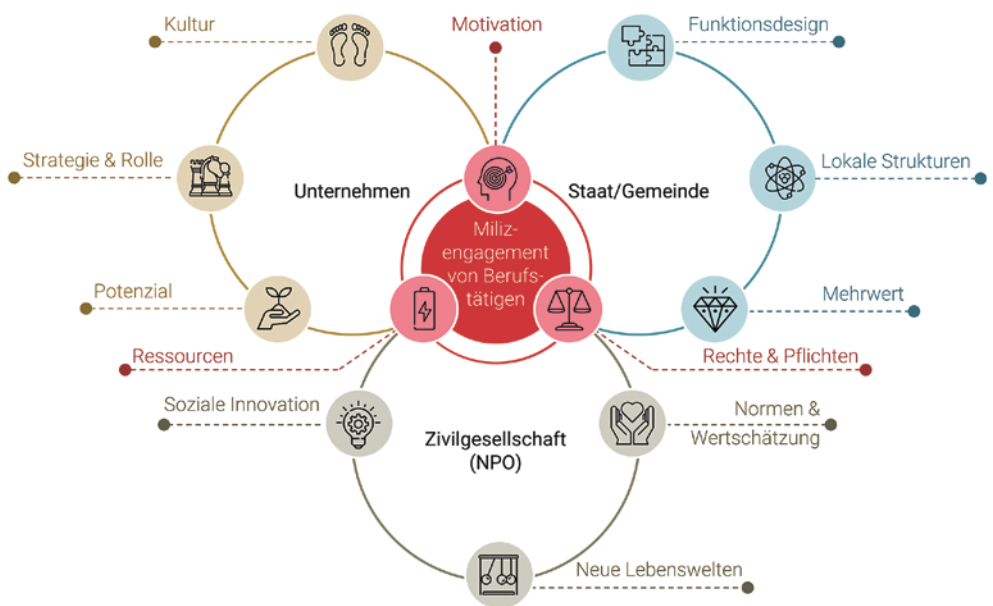 Kultur
Motivation
Funktionsdesign
Strategie & Rolle
Unternehmen
Staat/Gemeinde
Lokale Strukturen
Miliz-
engagement
von Berufs-
tätigen
Potenzial
Mehrwert
Ressourcen
Rechte & Pflichten
Soziale Innovation
Normen &
Wertschätzung
Zivilgesellschaft
(NPO)
Neue Lebenswelten